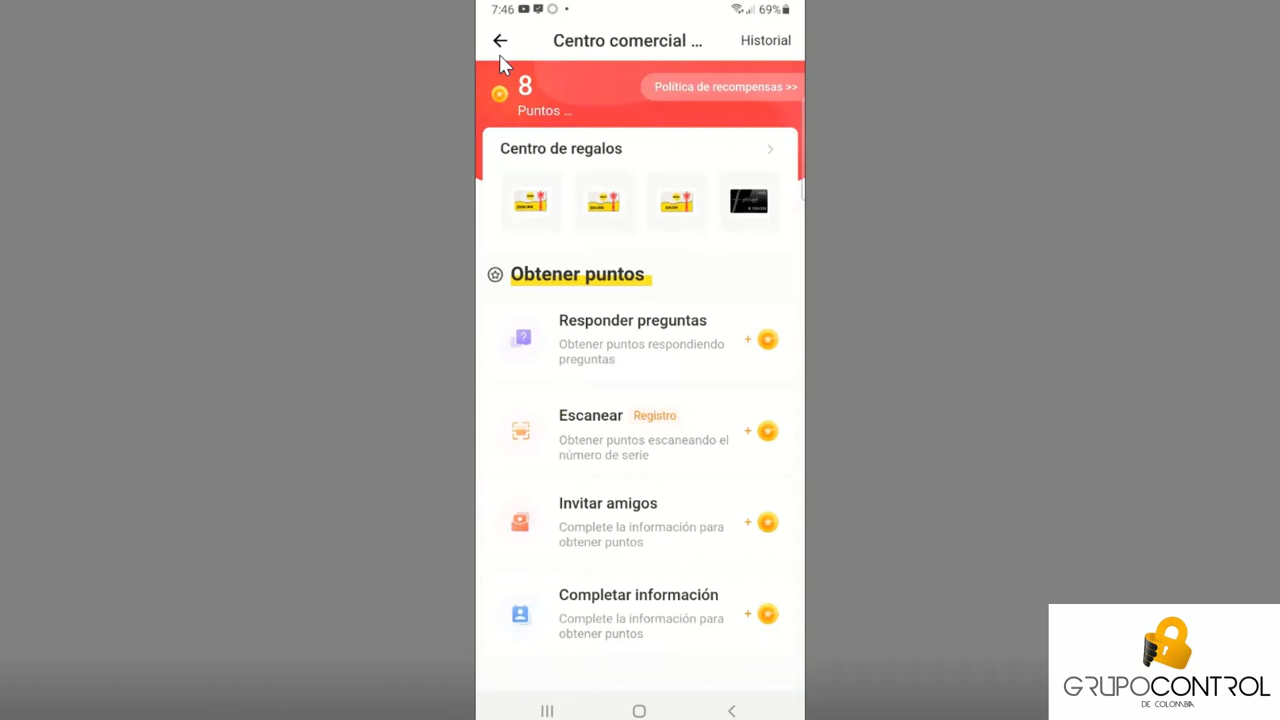 7:46
69%
Centro comercial ...
Historial
8
Puntos ...
Política de recompensas >>
Centro de regalos
Obtener puntos
Responder preguntas
Obtener puntos respondiendo
preguntas
Escanear Registro
Obtener puntos escaneando el
número de serie
Invitar amigos
Complete la información para
obtener puntos
Completar información
Complete la información para
obtener puntos
GRUPOCONTROL
DE COLOMBIA